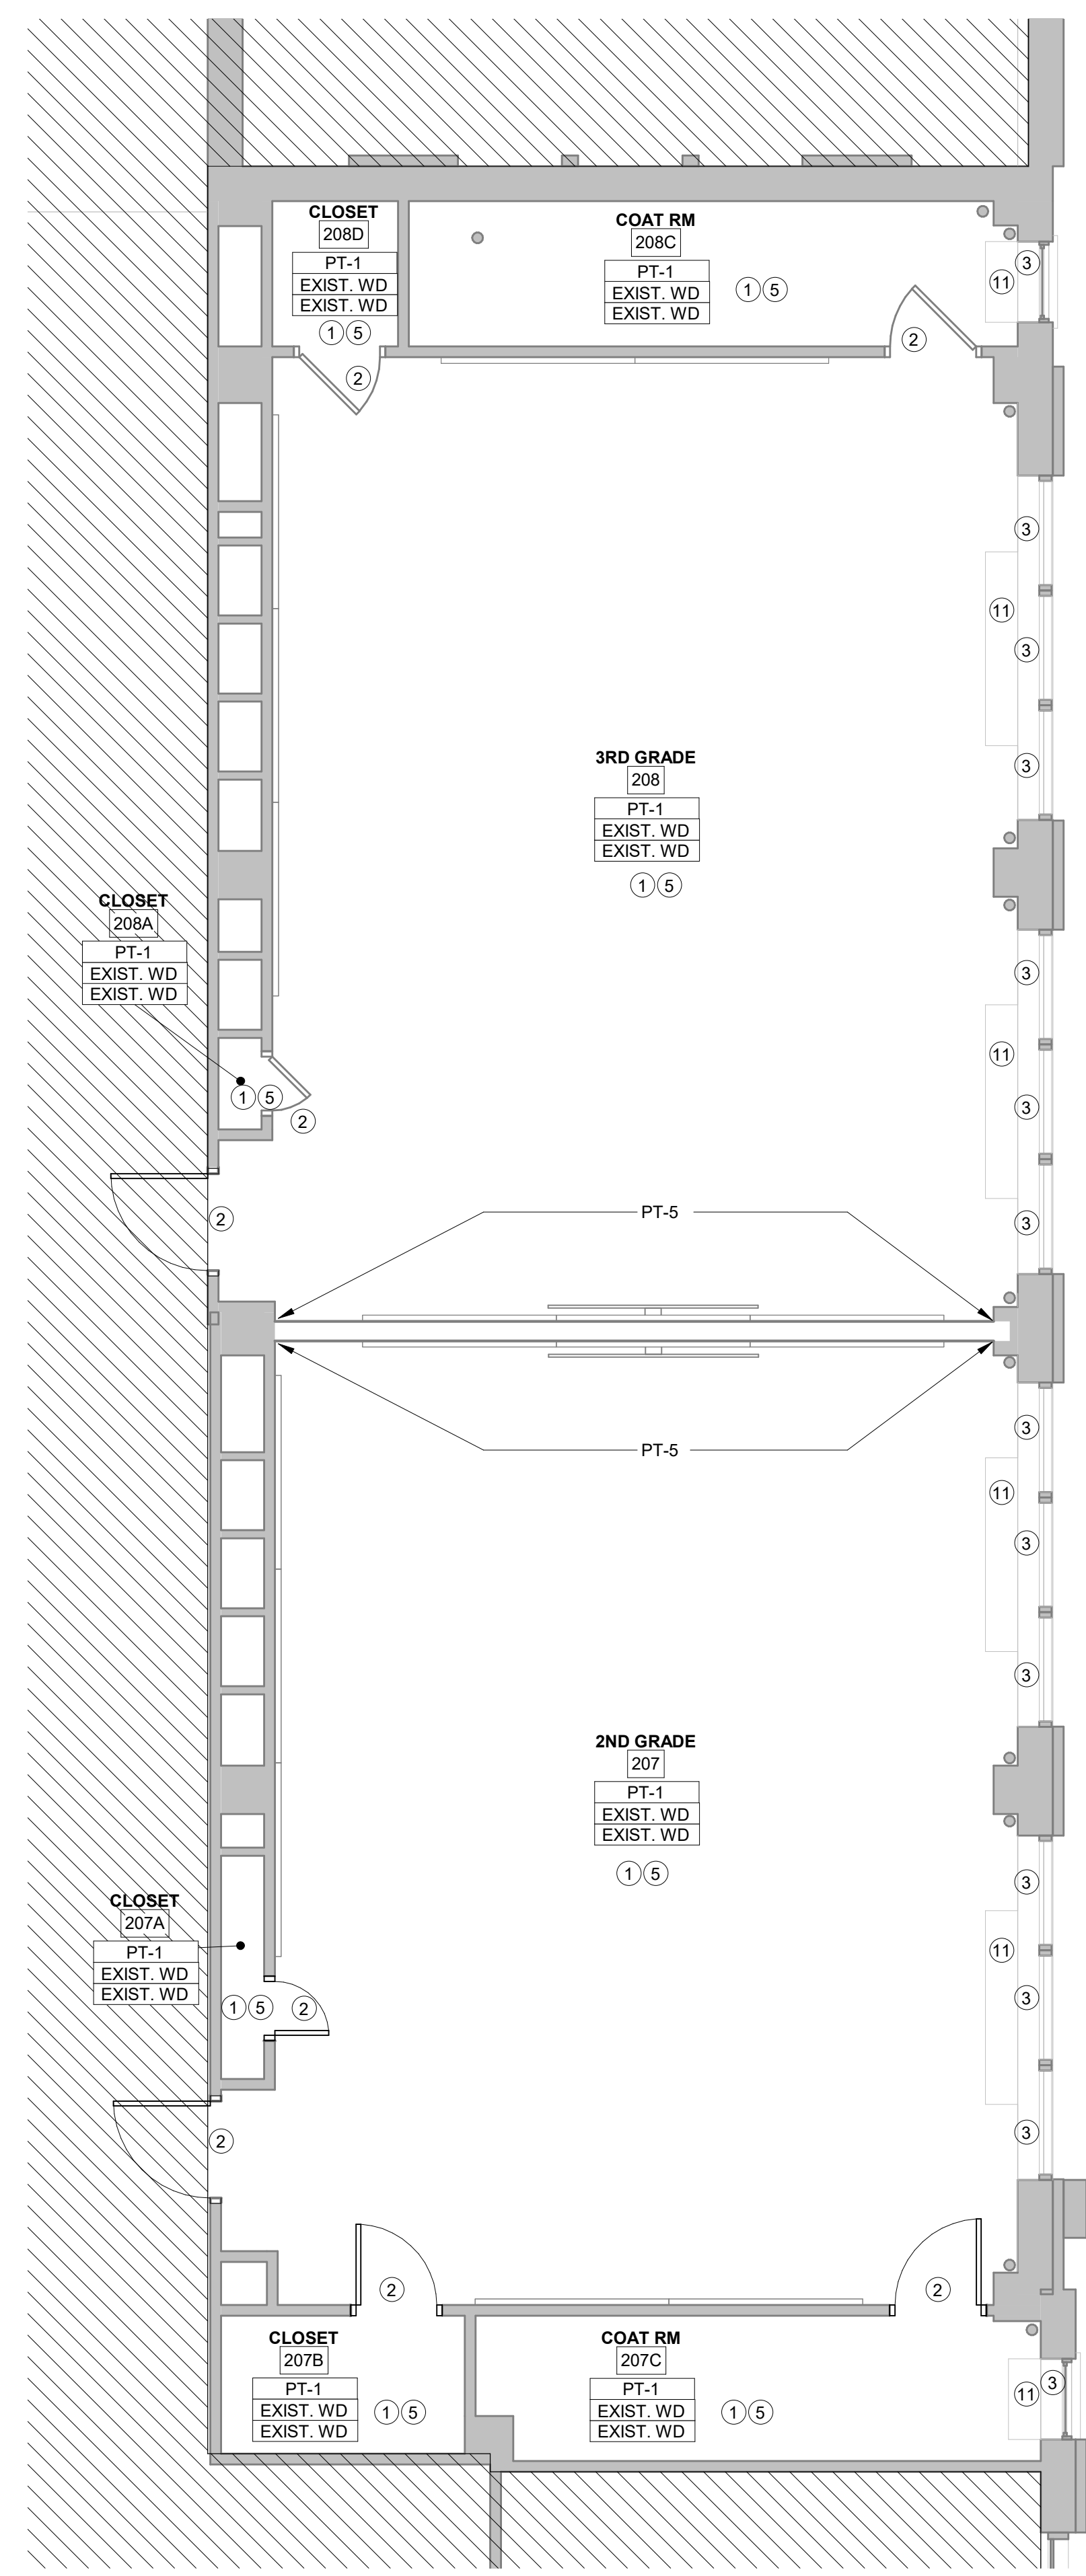 CLOSET
208D
PT-1
EXIST. WD
EXIST. WD
1 5
2
COAT RM
208C
PT-1
EXIST. WD
EXIST. WD
1 5
2
11
3
3
11
3
3
3RD GRADE
208
PT-1
EXIST. WD
EXIST. WD
1 5
CLOSET
208A
PT-1
EXIST. WD
EXIST. WD
1 5
2
3
11
3
3
2
PT-5
PT-5
3
11
3
3
2ND GRADE
207
PT-1
EXIST. WD
EXIST. WD
1 5
CLOSET
207A
PT-1
EXIST. WD
EXIST. WD
1 5
2
3
11
3
3
2
2
2
CLOSET
207B
PT-1
EXIST. WD
EXIST. WD
1 5
COAT RM
207C
PT-1
EXIST. WD
EXIST. WD
1 5
11
3